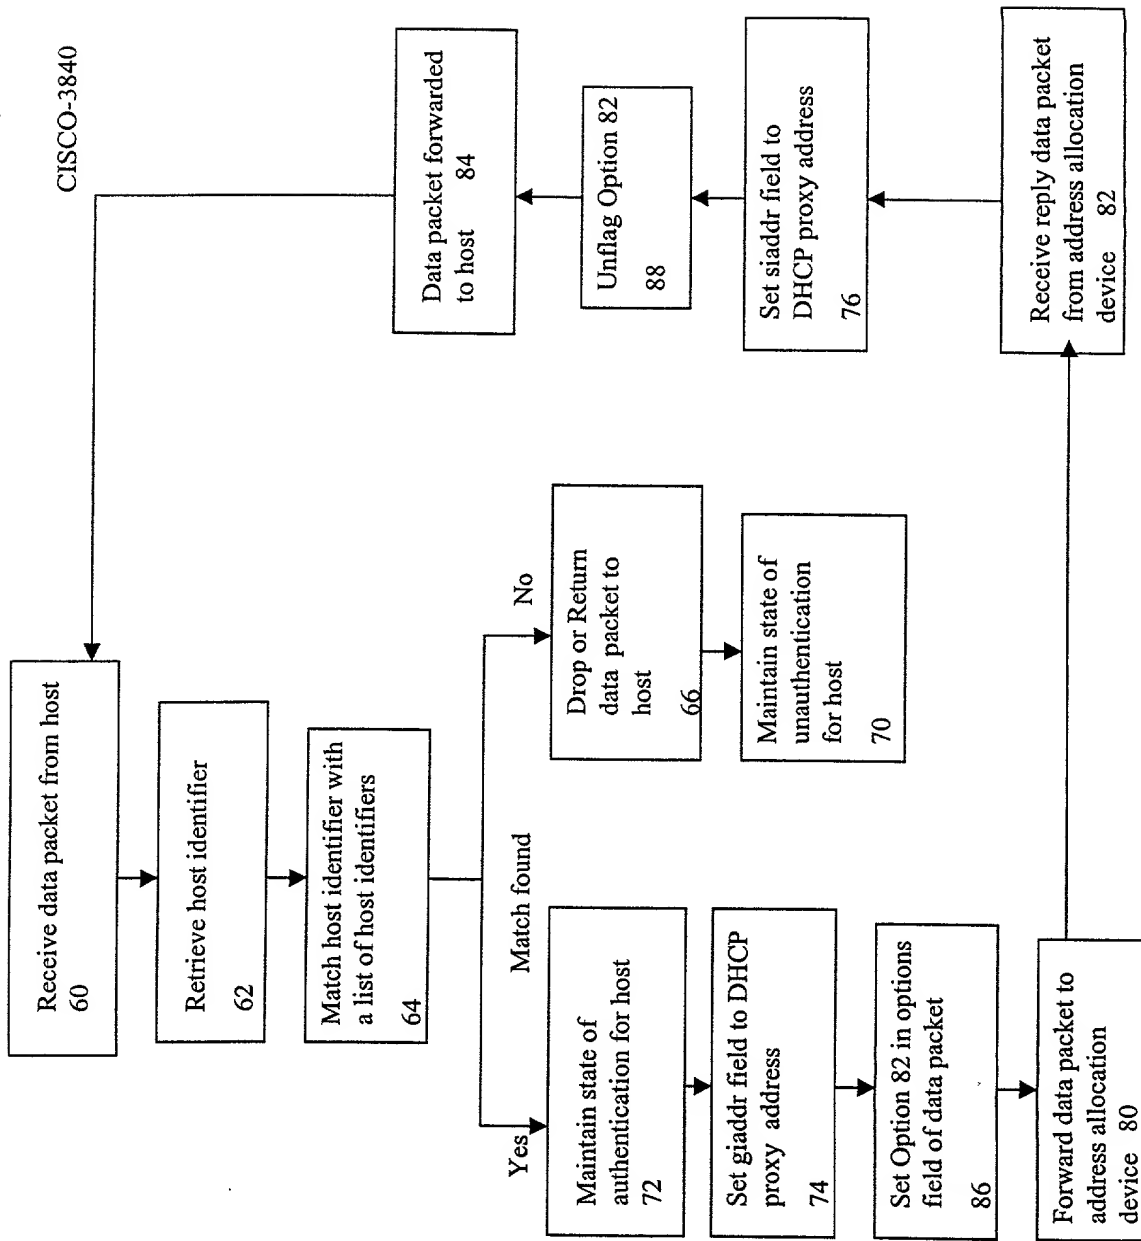 CISCO-3840
Receive data packet from host
60
Retrieve host identifier
62
Match host identifier with
a list of host identifiers
64
Match found
Yes
No
Maintain state of
authentication for host
72
Set giaddr field to DHCP
proxy address
74
Set Option 82 in options
field of data packet
86
Forward data packet to
address allocation
device 80
Drop or Return
data packet to
host
66
Maintain state of
unauthentication
for host
70
Receive reply data packet
from address allocation
device 82
Set siaddr field to
DHCP proxy address
76
Unflag Option 82
88
Data packet forwarded
to host 84